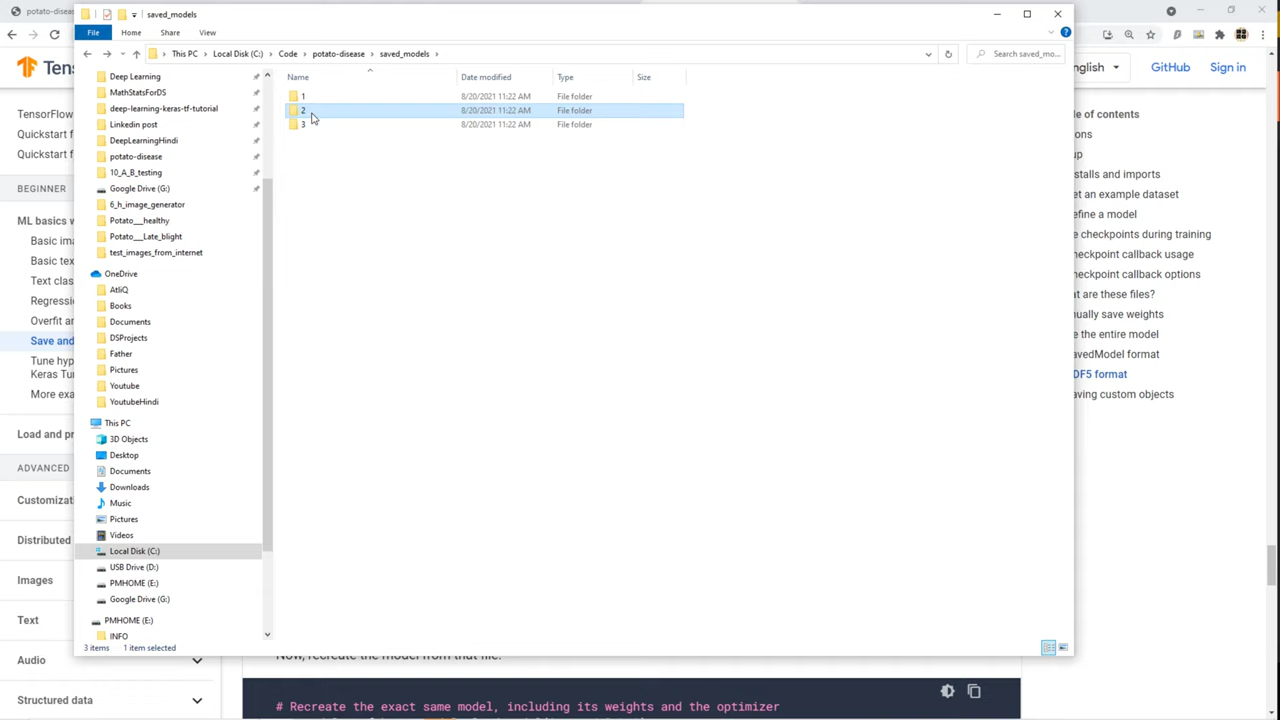 potato-dise
saved_models
File
Home
Share
View
This PC
Local Disk (C:)
Code
potato-disease
saved_models
Search saved_mo...
Tens
nglish
GitHub
Sign in
Name
Date modified
Type
Size
1
8/20/2021 11:22 AM
File folder
2
8/20/2021 11:22 AM
File folder
3
8/20/2021 11:22 AM
File folder
Deep Learning
MathStatsForDS
deep-learning-keras-tf-tutorial
Linkedin post
DeepLearningHindi
potato-disease
10_A_B_testing
Google Drive (G:)
6_h_image_generator
Potato___healthy
Potato___Late_blight
test_images_from_internet
OneDrive
AtliQ
Books
Documents
DSProjects
Father
Pictures
Youtube
YoutubeHindi
This PC
3D Objects
Desktop
Documents
Downloads
Music
Pictures
Videos
Local Disk (C:)
USB Drive (D:)
PMHOME (E:)
Google Drive (G:)
PMHOME (E:)
INFO
3 items
1 item selected
TensorFlow
Quickstart f
Quickstart f
BEGINNER
ML basics w
Basic ima
Basic tex
Text clas
Regressi
Overfit an
Save and
Tune hyp
Keras Tun
More exa
Load and pr
ADVANCED
Customizati
Distributed
Images
Text
Audio
Structured data
le of contents
ions
up
stalls and imports
et an example dataset
efine a model
e checkpoints during training
heckpoint callback usage
heckpoint callback options
at are these files?
nually save weights
e the entire model
avedModel format
DF5 format
aving custom objects
Now, recreate the model from that file:
# Recreate the exact same model, including its weights and the optimizer